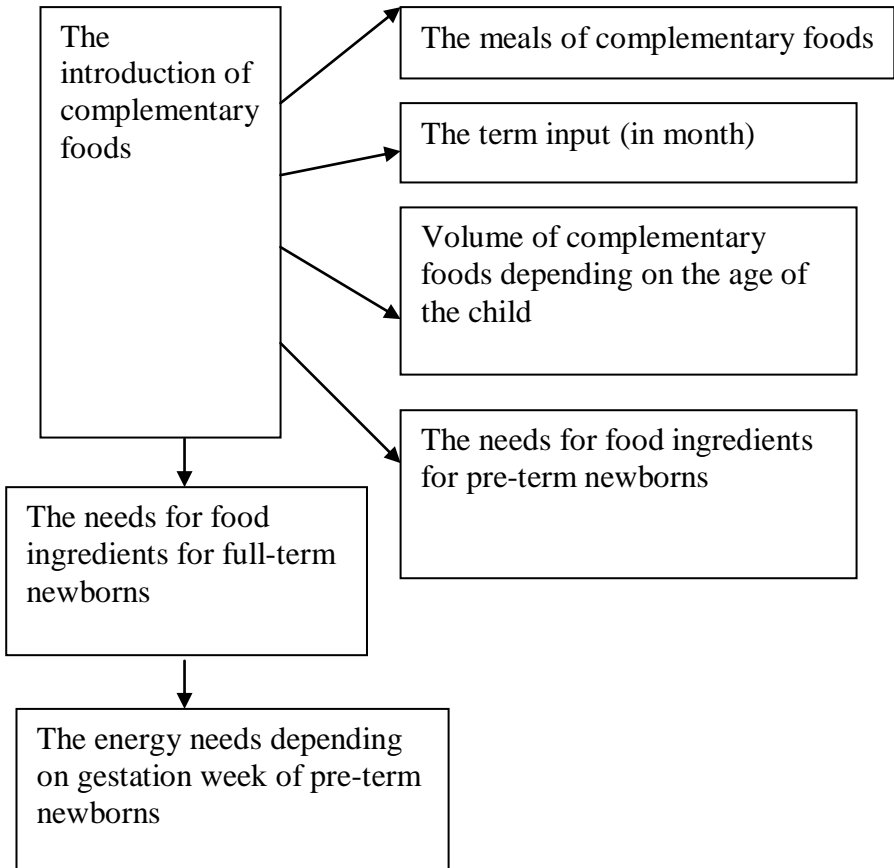 The
introduction of
complementary
foods
The meals of complementary foods
The term input (in month)
Volume of complementary
foods depending on the age of
the child
The needs for food ingredients
for pre-term newborns
The needs for food
ingredients for full-term
newborns
The energy needs depending
on gestation week of pre-term
newborns